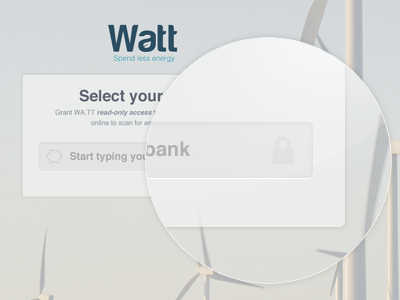 Watt
Spend less energy
Select your
Grant WA.TT read-only access
online to scan for
Start typing you
bank